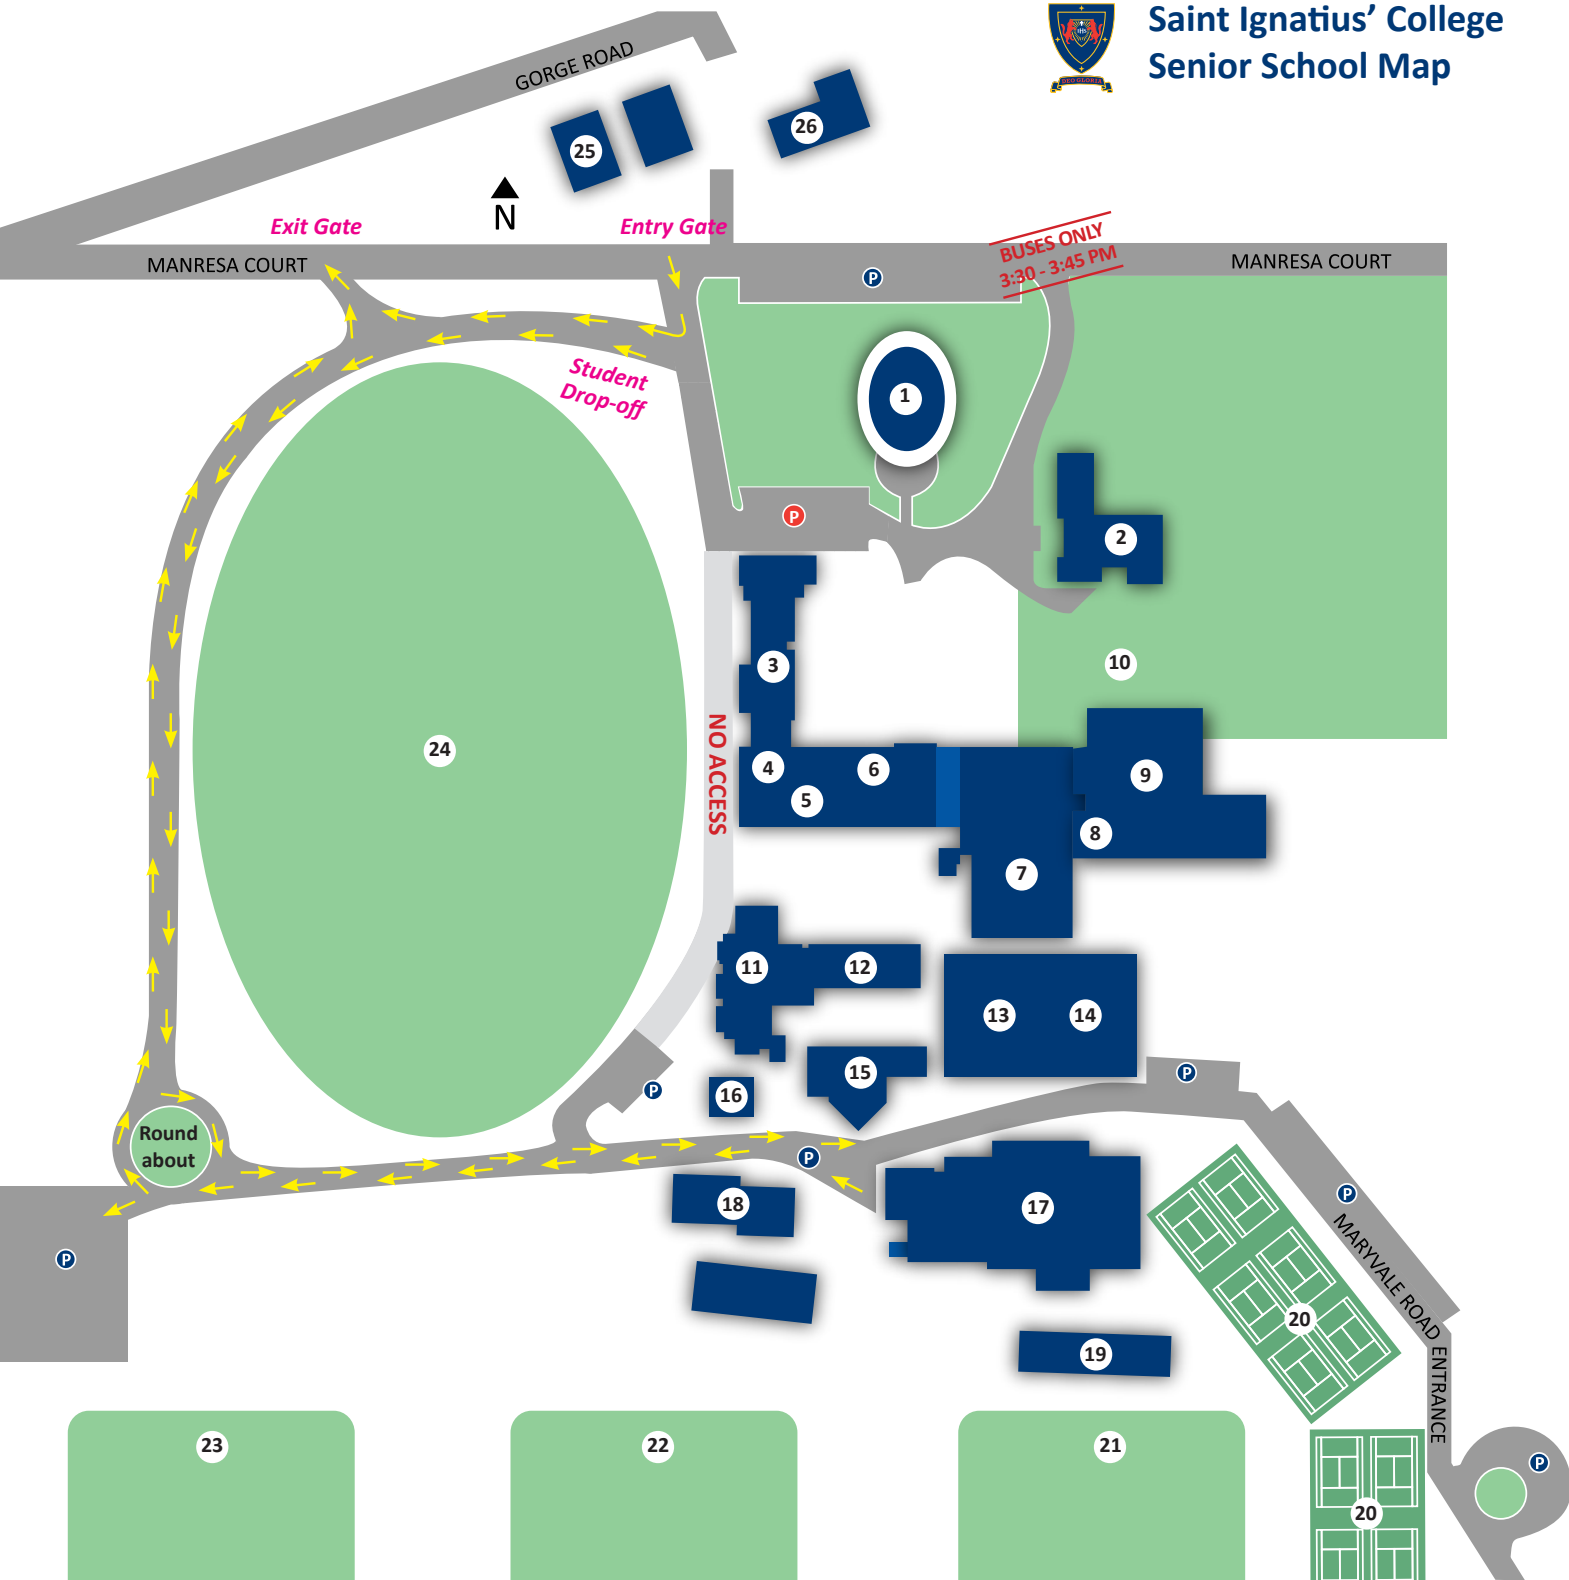 Saint Ignatius’ College
Senior School Map
IHS
DEO GLORIA
GORGE ROAD
26
25
N
Exit Gate
Entry Gate
BUSES ONLY
3:30 - 3:45 PM
MANRESA COURT
MANRESA COURT
P
Student
Drop-off
1
P
2
3
10
NO ACCESS
24
4
6
9
5
8
7
11
12
13
14
15
P
P
16
Round
about
P
18
17
P
MARYVALE ROAD ENTRANCE
P
20
19
23
22
21
P
20